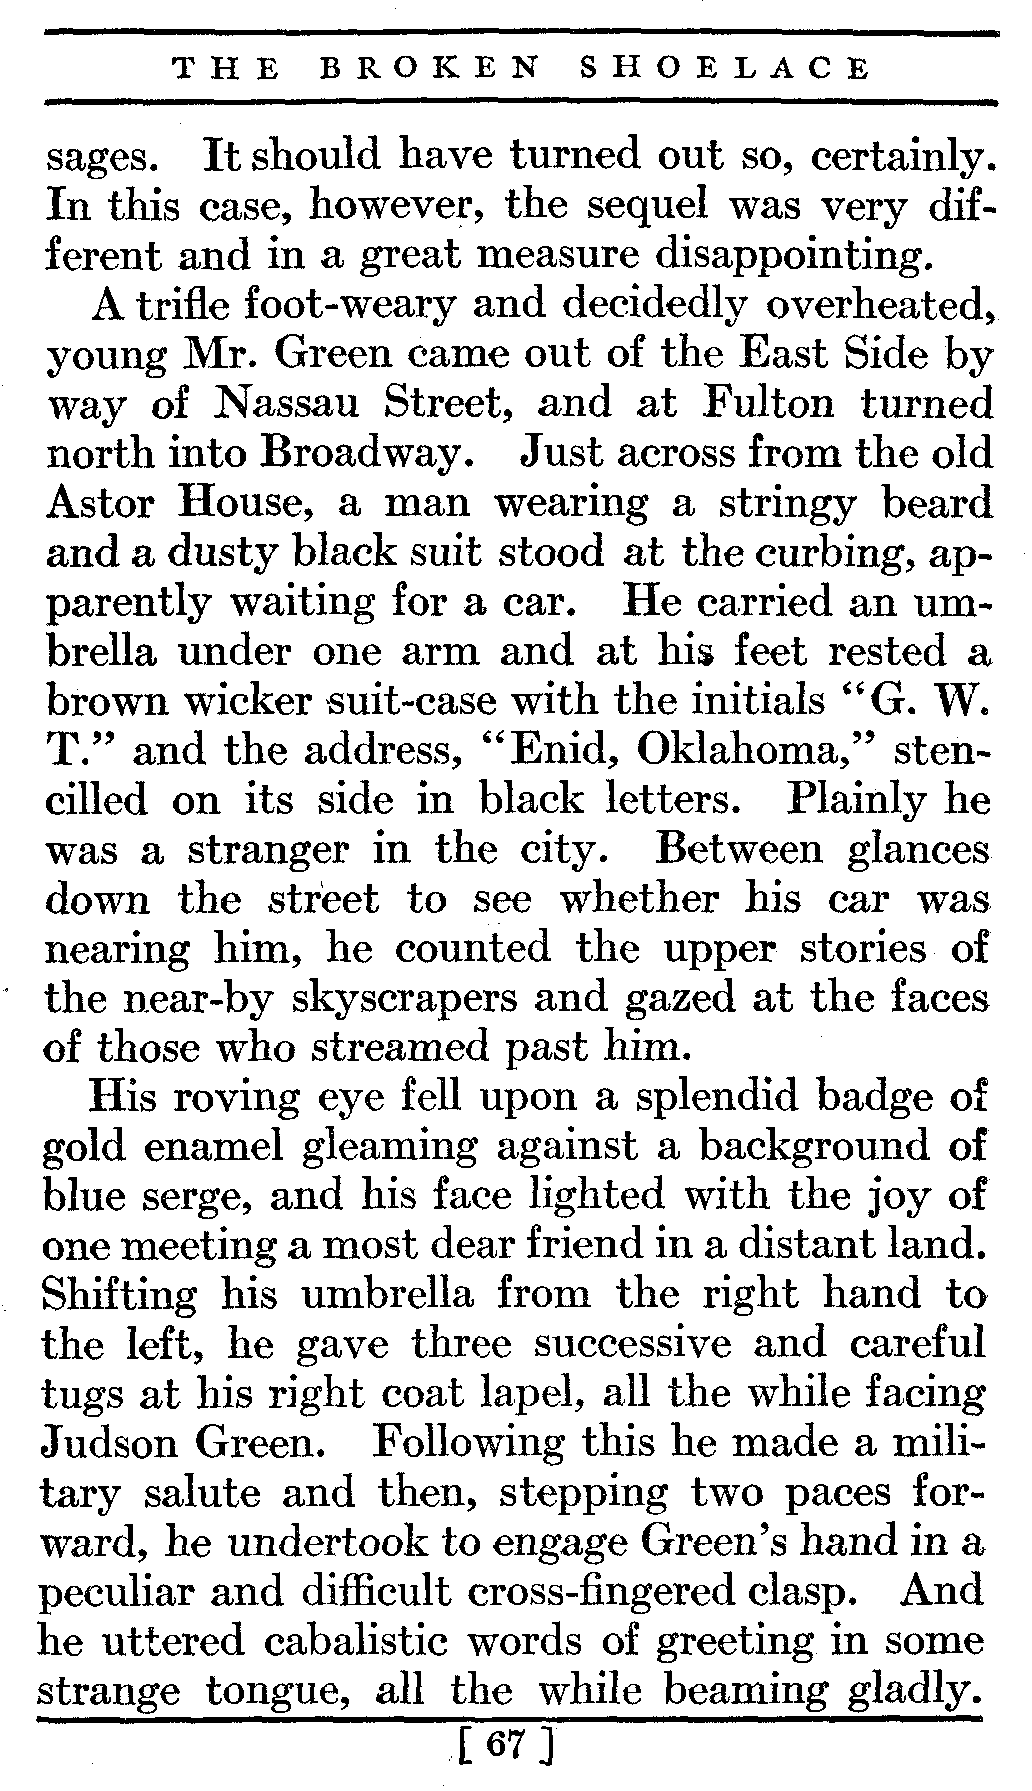 THE BROKEN SHOELACE
sages. It should have turned out so, certainly.
In this case, however, the sequel was very dif-
ferent and in a great measure disappointing.
A trifle foot-weary and decidedly overheated,
young Mr. Green came out of the East Side by
way of Nassau Street, and at Fulton turned
north into Broadway. Just across from the old
Astor House, a man wearing a stringy beard
and a dusty black suit stood at the curbing, ap-
parently waiting for a car. He carried an um-
brella under one arm and at his feet rested a
brown wicker suit-case with the initials "G. W.
T." and the address, "Enid, Oklahoma," sten-
cilled on its side in black letters. Plainly he
was a stranger in the city. Between glances
down the street to see whether his car was
nearing him, he counted the upper stories of
the near-by skyscrapers and gazed at the faces
of those who streamed past him.
His roving eye fell upon a splendid badge of
gold enamel gleaming against a background of
blue serge, and his face lighted with the joy of
one meeting a most dear friend in a distant land.
Shifting his umbrella from the right hand to
the left, he gave three successive and careful
tugs at his right coat lapel, all the while facing
Judson Green. Following this he made a mili-
tary salute and then, stepping two paces for-
ward, he undertook to engage Green's hand in a
peculiar and difficult cross-fingered clasp. And
he uttered cabalistic words of greeting in some
strange tongue, all the while beaming gladly.
[ 67 ]